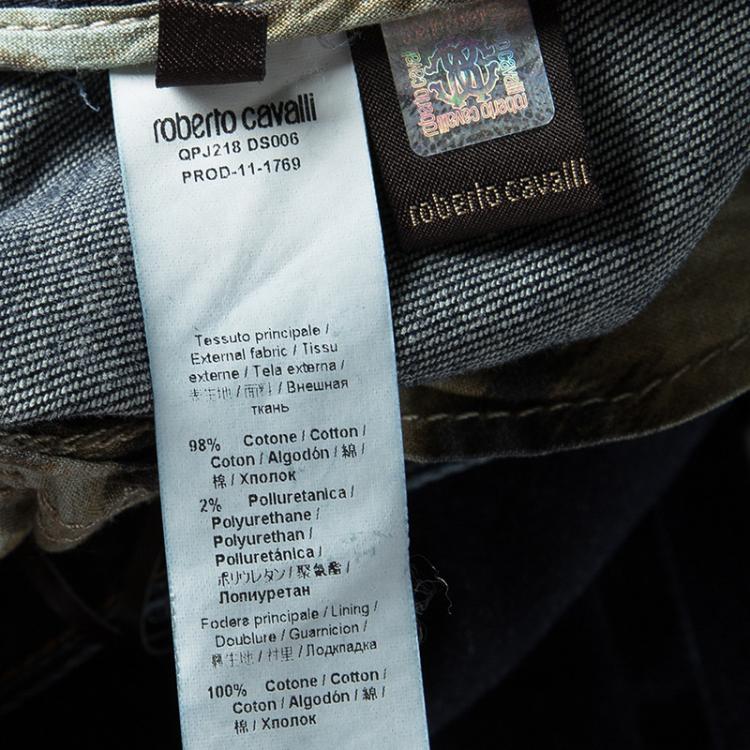 roberto cavalli
QPJ218 DS006
PROD-11-1769
Tessuto principale /
External fabric / Tissu
externe / Tela externa /
表生地 / 面料 / Внешная
ткань
98% Cotone / Cotton /
Coton / Algodón / 綿 /
棉 / Хлопок
2% Polluretanica /
Polyurethane /
Polyurethan /
Polluretánica /
ポリウレタン / 聚氨酯 /
Лолиуретан
Fodera principale / Lining /
Doublure / Guarnicion /
裏生地 / 衬里 / Лодкладка
100% Cotone / Cotton /
Coton / Algodón / 綿 /
棉 / Хлопок
roberto cavalli
roberto cavalli